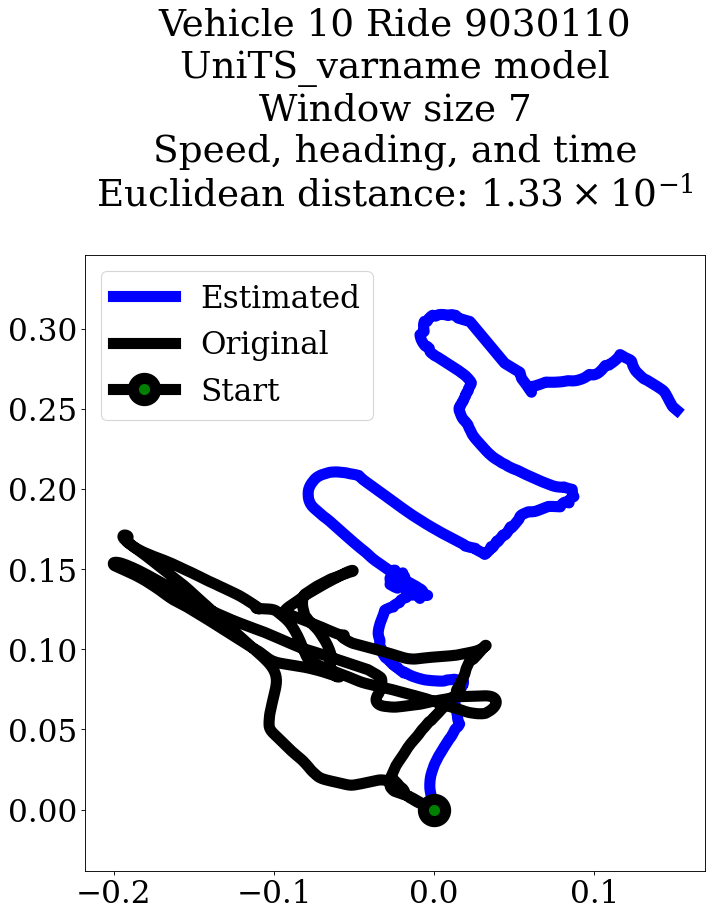 Vehicle 10 Ride 9030110
UniTS_varname model
Window size 7
Speed, heading, and time
Euclidean distance: 1.33 × 10⁻¹
Estimated
Original
Start
0.30
0.25
0.20
0.15
0.10
0.05
0.00
−0.2
−0.1
0.0
0.1